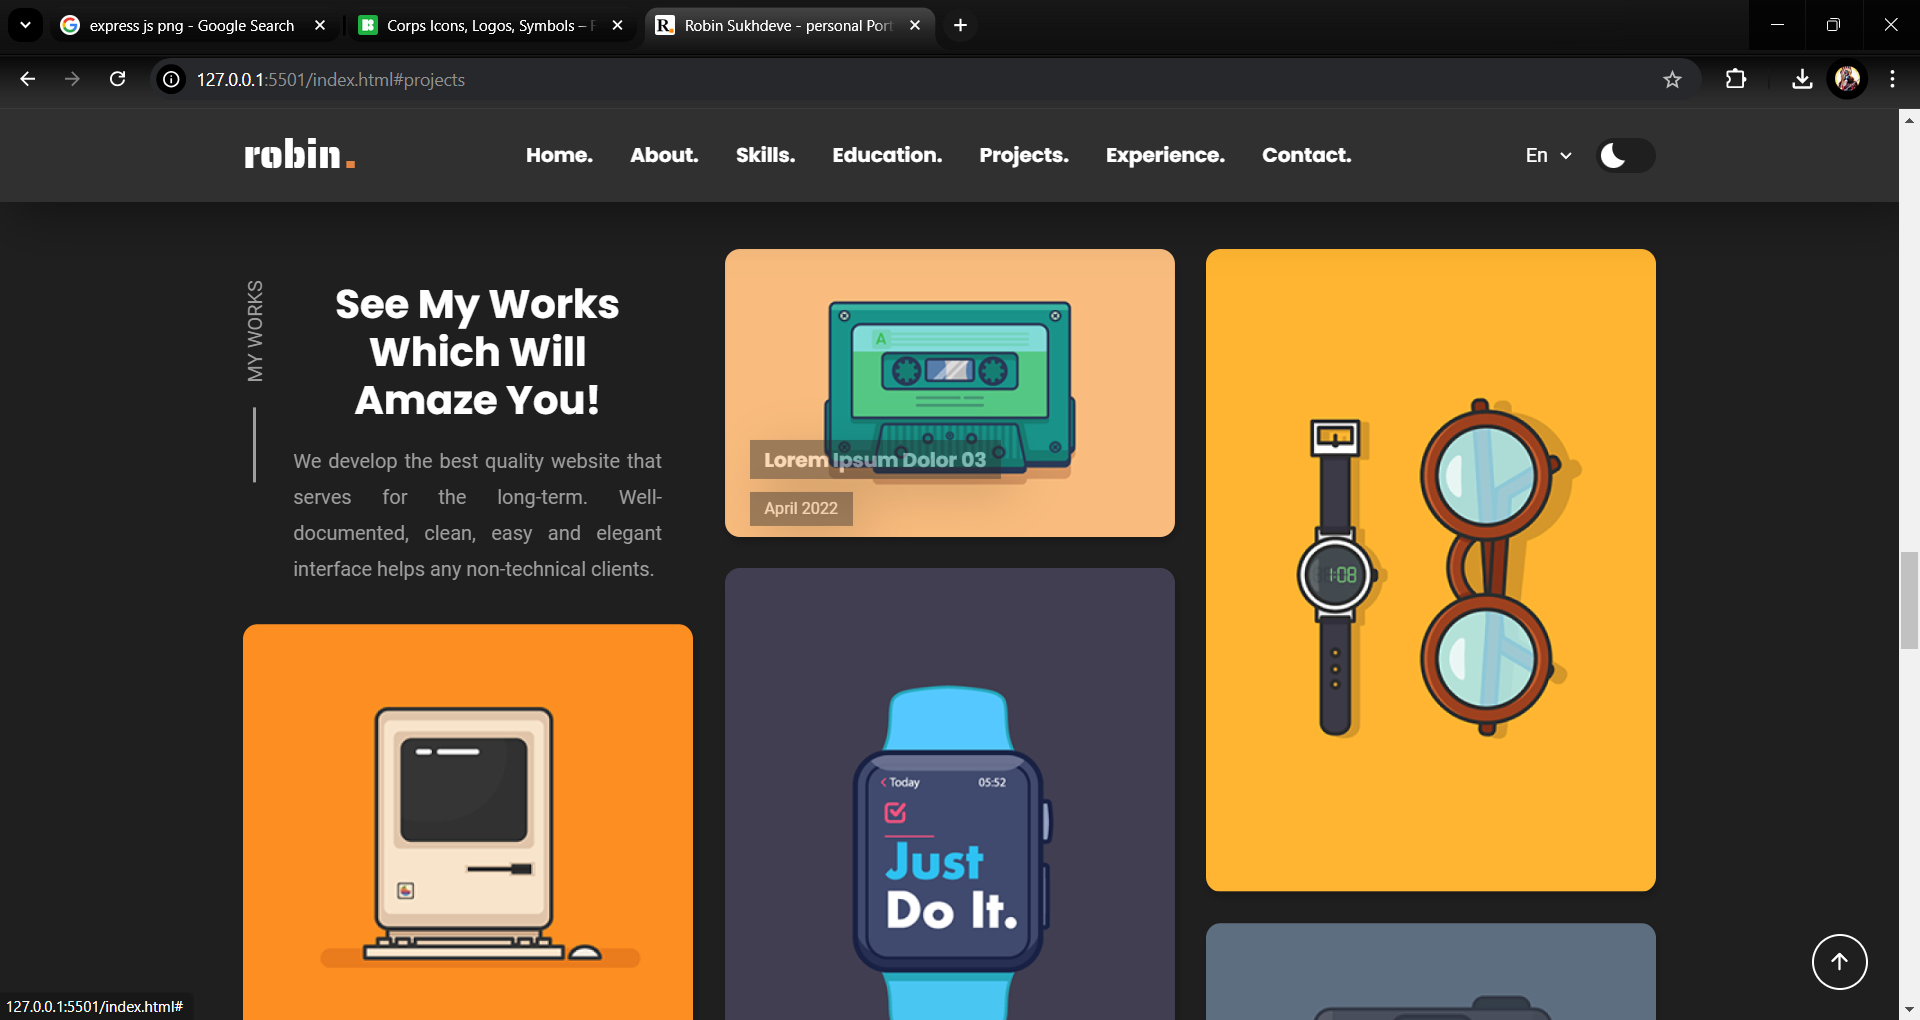 express js png - Google Search
Corps Icons, Logos, Symbols –
Robin Sukhdeve - personal Port
127.0.0.1:5501/index.html#projects
robin.
Home.
About.
Skills.
Education.
Projects.
Experience.
Contact.
En
MY WORKS
See My Works
Which Will
Amaze You!
We develop the best quality website that
serves for the long-term. Well-
documented, clean, easy and elegant
interface helps any non-technical clients.
A
Lorem Ipsum Dolor 03
April 2022
1:08
Today 05:52
Just
Do It.
127.0.0.1:5501/index.html#